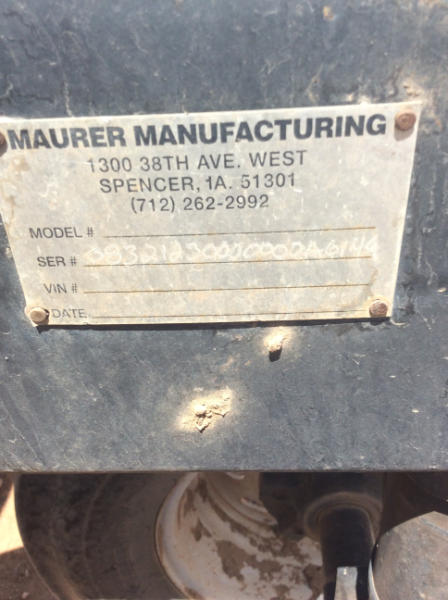 MAURER MANUFACTURING
1300 38TH AVE. WEST
SPENCER, IA. 51301
(712) 262-2992
MODEL #
SER #
VIN #
DATE